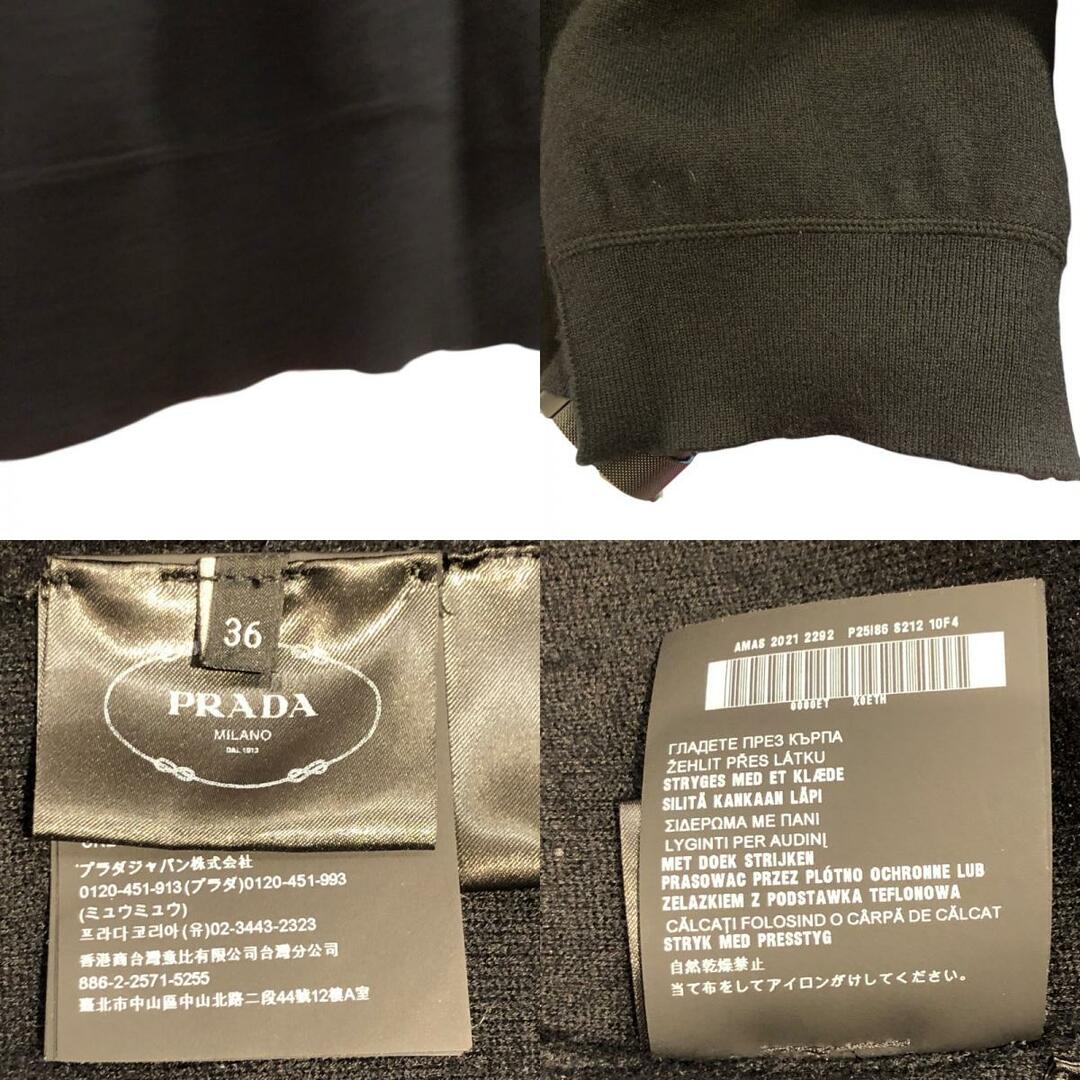 36
PRADA
MILANO
DAL 1913
プラダジャパン株式会社
0120-451-913(プラダ)0120-451-993
(ミュウミュウ)
프라다코리아(유)02-3443-2323
香港商台灣意比有限公司台灣分公司
886-2-2571-5255
臺北市中山區中山北路二段44號12樓A室
AMAS 2021 2292 P25I86 S212 10F4
0080EY X0EYH
ГЛАДЕТЕ ПРЕЗ КЪРПА
ŽEHLIT PŘES LÁTKU
STRYGES MED ET KLÆDE
SILITÄ KANKAAN LÄPI
ΣΙΔΕΡΩΜΑ ΜΕ ΠΑΝΙ
LYGINTI PER AUDINĮ
MET DOEK STRIJKEN
PRASOWAC PRZEZ PLÓTNO OCHRONNE LUB
ZELAZKIEM Z PODSTAWKA TEFLONOWA
CĂLCAȚI FOLOSIND O CÂRPĂ DE CĂLCAT
STRYK MED PRESSTYG
自然乾燥禁止
当て布をしてアイロンがけしてください。